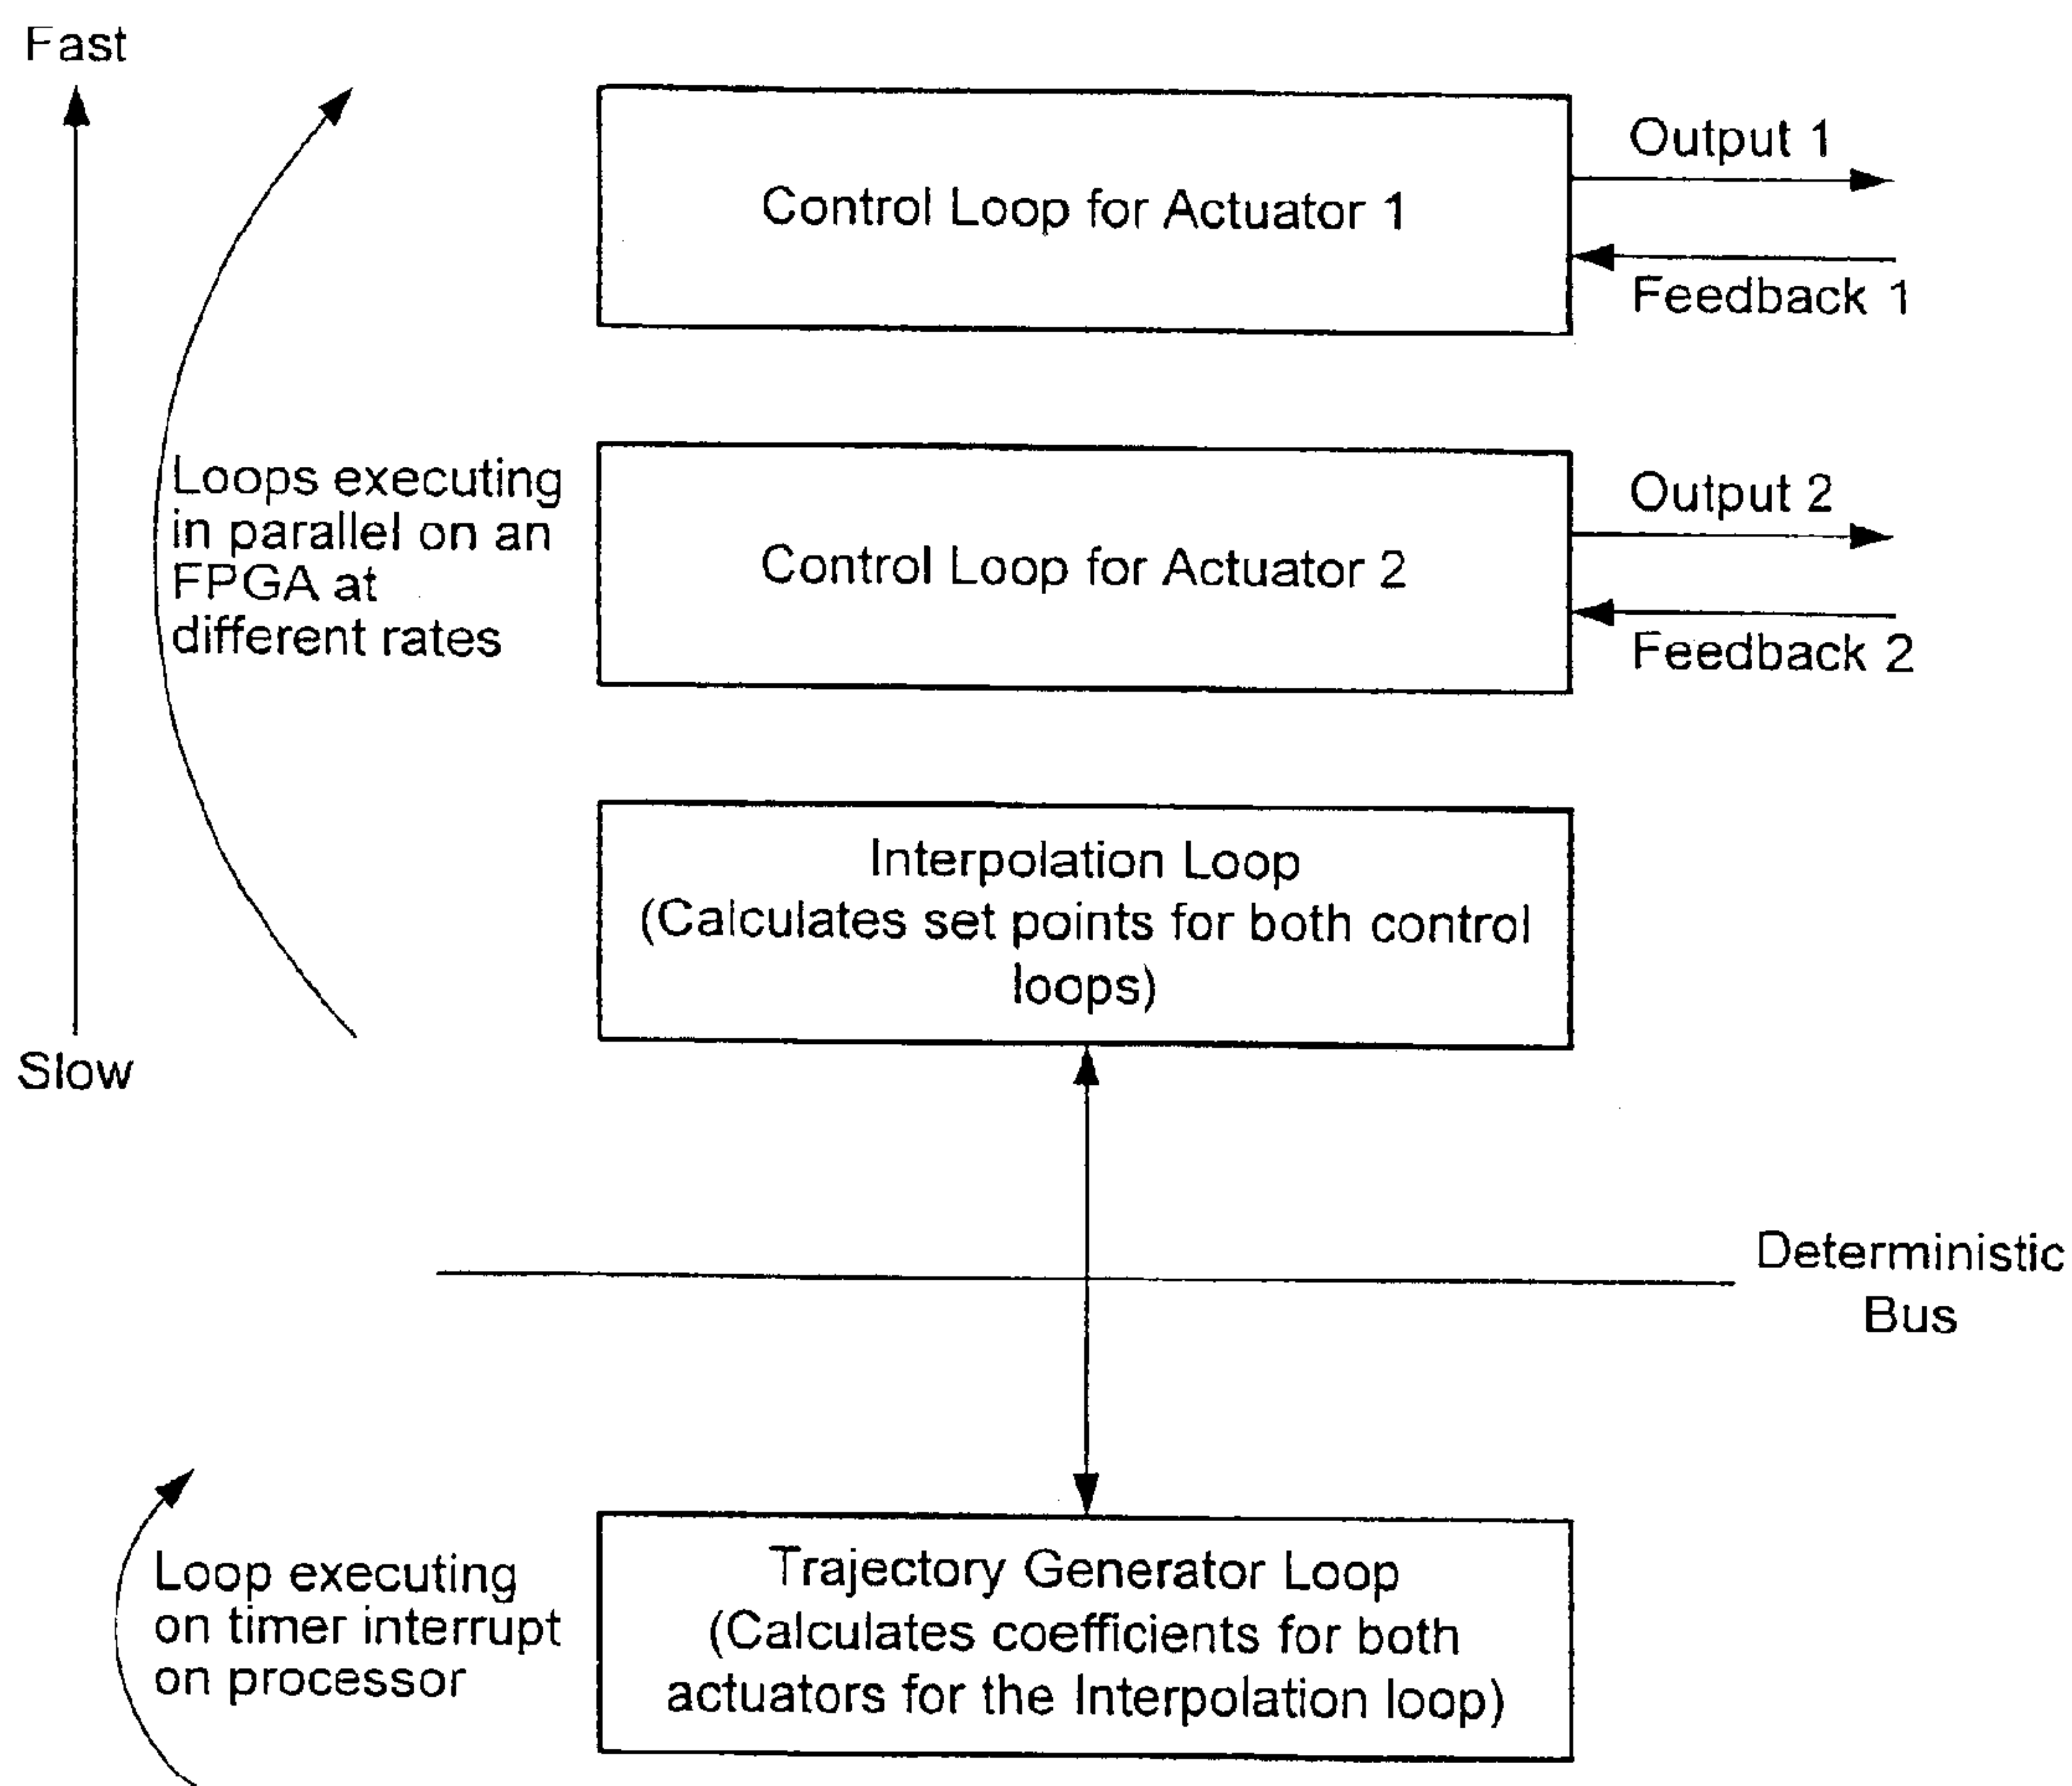 Fast
Control Loop for Actuator 1
Output 1
Feedback 1
Loops executing
in parallel on an
FPGA at
different rates
Control Loop for Actuator 2
Output 2
Feedback 2
Interpolation Loop
(Calculates set points for both control
loops)
Slow
Deterministic
Bus
Loop executing
on timer interrupt
on processor
Trajectory Generator Loop
(Calculates coefficients for both
actuators for the Interpolation loop)